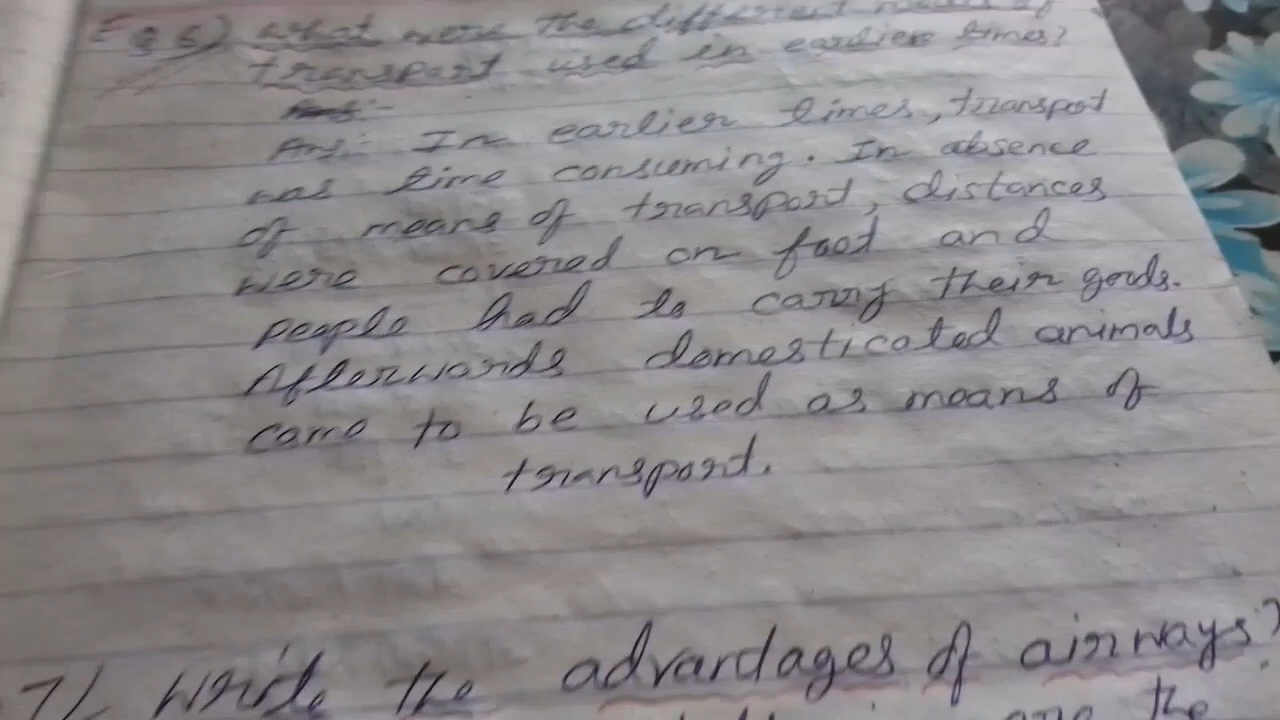 6) What were the different means of
transport used in earlier times?
Ans:- In earlier times, transport
was time consuming. In absence
of means of transport, distances
were covered on foot and
people had to carry their goods.
Afterwards domesticated animals
came to be used as means of
transport.
7) Write the advantages of airways?
the